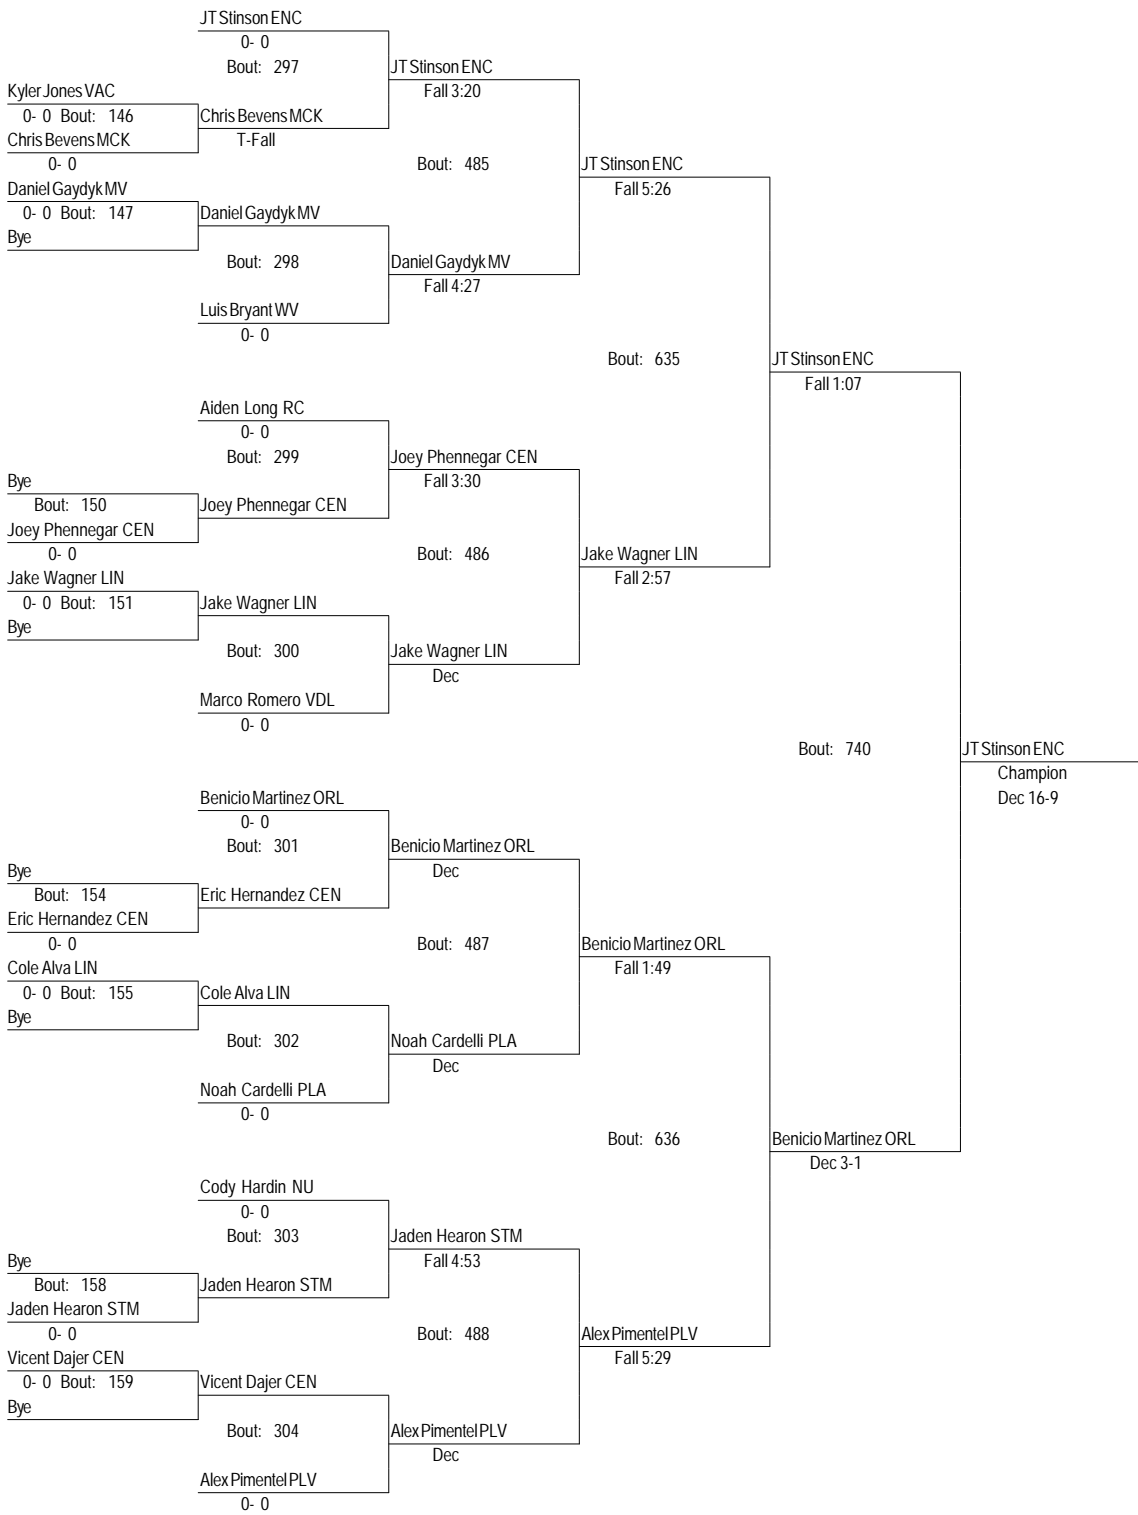 JT Stinson ENC
0- 0
Bout: 297
JT Stinson ENC
Fall 3:20
Kyler Jones VAC
0- 0 Bout: 146
Chris Bevens MCK
T-Fall
Chris Bevens MCK
0- 0
Bout: 485
JT Stinson ENC
Fall 5:26
Daniel Gaydyk MV
0- 0 Bout: 147
Daniel Gaydyk MV
Bye
Bout: 298
Daniel Gaydyk MV
Fall 4:27
Luis Bryant WV
0- 0
Bout: 635
JT Stinson ENC
Fall 1:07
Aiden Long RC
0- 0
Bout: 299
Joey Phennegar CEN
Fall 3:30
Bye
Bout: 150
Joey Phennegar CEN
Joey Phennegar CEN
0- 0
Bout: 486
Jake Wagner LIN
Fall 2:57
Jake Wagner LIN
0- 0 Bout: 151
Jake Wagner LIN
Bye
Bout: 300
Jake Wagner LIN
Dec
Marco Romero VDL
0- 0
Bout: 740
JT Stinson ENC
Champion
Dec 16-9
Benicio Martinez ORL
0- 0
Bout: 301
Benicio Martinez ORL
Dec
Bye
Bout: 154
Eric Hernandez CEN
Eric Hernandez CEN
0- 0
Bout: 487
Benicio Martinez ORL
Fall 1:49
Cole Alva LIN
0- 0 Bout: 155
Cole Alva LIN
Bye
Bout: 302
Noah Cardelli PLA
Dec
Noah Cardelli PLA
0- 0
Bout: 636
Benicio Martinez ORL
Dec 3-1
Cody Hardin NU
0- 0
Bout: 303
Jaden Hearon STM
Fall 4:53
Bye
Bout: 158
Jaden Hearon STM
Jaden Hearon STM
0- 0
Bout: 488
Alex Pimentel PLV
Fall 5:29
Vicent Dajer CEN
0- 0 Bout: 159
Vicent Dajer CEN
Bye
Bout: 304
Alex Pimentel PLV
Dec
Alex Pimentel PLV
0- 0